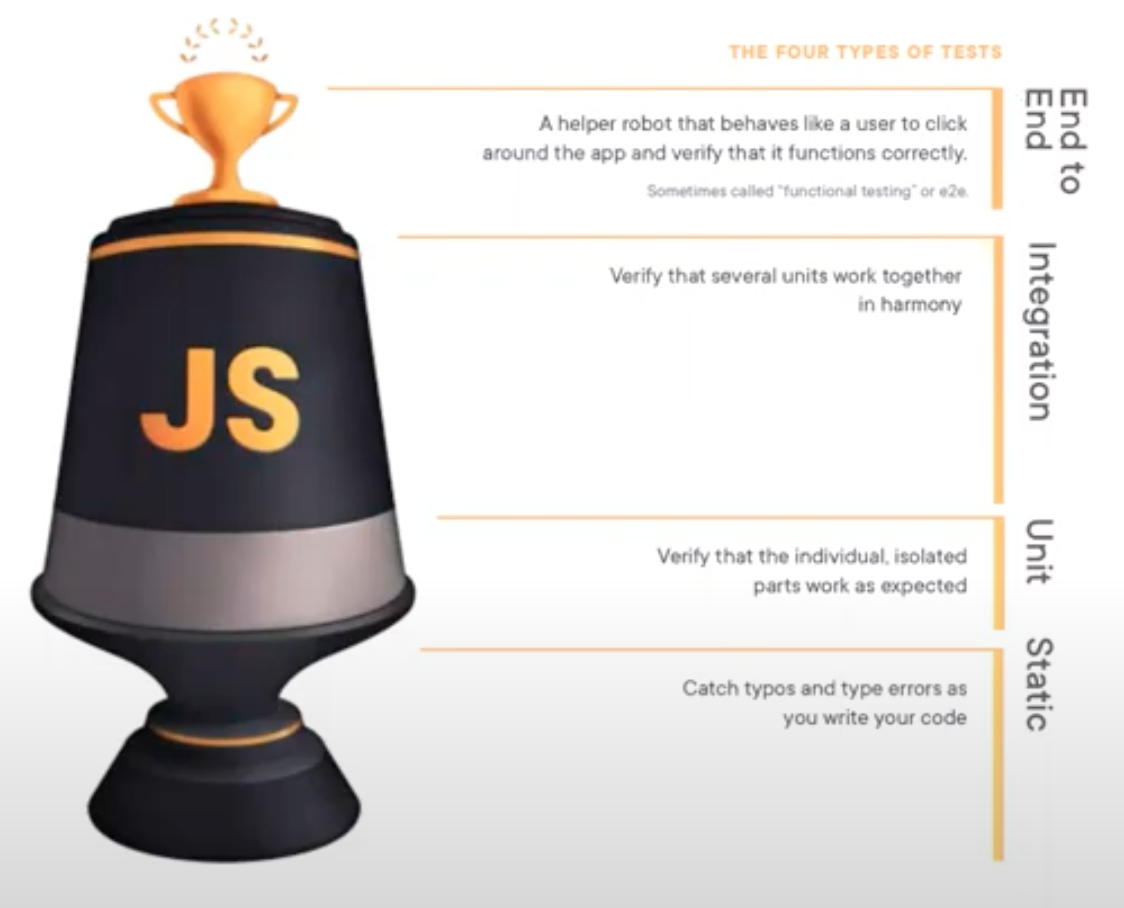 THE FOUR TYPES OF TESTS
End to
End
A helper robot that behaves like a user to click
around the app and verify that it functions correctly.
Sometimes called "functional testing" or e2e.
Integration
Verify that several units work together
in harmony
JS
Unit
Verify that the individual, isolated
parts work as expected
Static
Catch typos and type errors as
you write your code